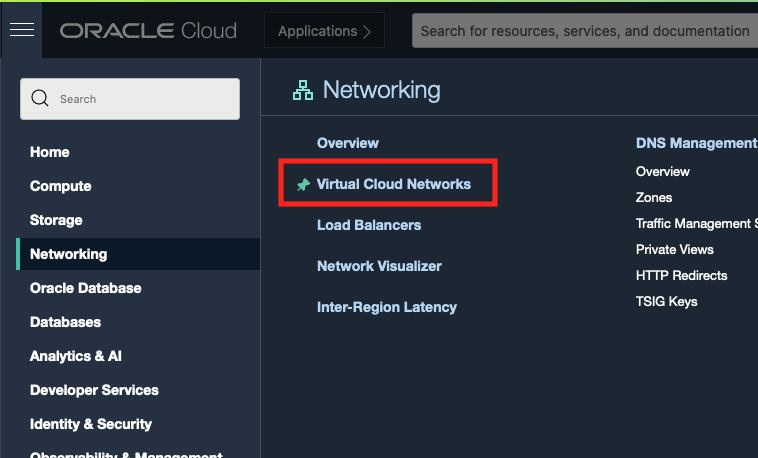 ORACLE Cloud
Applications
Search for resources, services, and documentation
Search
Home
Compute
Storage
Networking
Oracle Database
Databases
Analytics & AI
Developer Services
Identity & Security
Observability & Management
Networking
Overview
Virtual Cloud Networks
Load Balancers
Network Visualizer
Inter-Region Latency
DNS Management
Overview
Zones
Traffic Management S
Private Views
HTTP Redirects
TSIG Keys